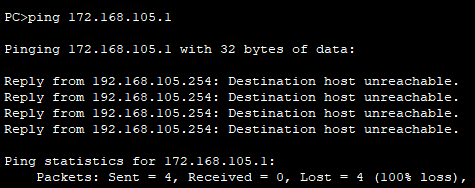 PC>ping 172.168.105.1
Pinging 172.168.105.1 with 32 bytes of data:
Reply from 192.168.105.254: Destination host unreachable.
Reply from 192.168.105.254: Destination host unreachable.
Reply from 192.168.105.254: Destination host unreachable.
Reply from 192.168.105.254: Destination host unreachable.
Ping statistics for 172.168.105.1:
Packets: Sent = 4, Received = 0, Lost = 4 (100% loss),